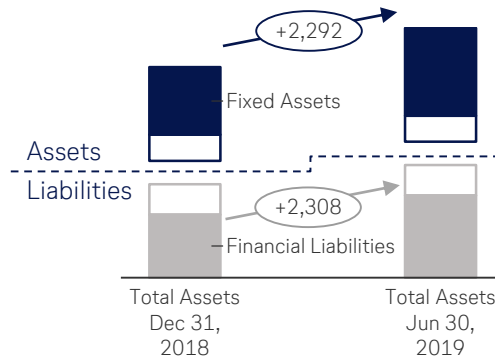 +2,292
Fixed Assets
Assets
Liabilities
+2,308
Financial Liabilities
Total Assets
Dec 31,
2018
Total Assets
Jun 30,
2019